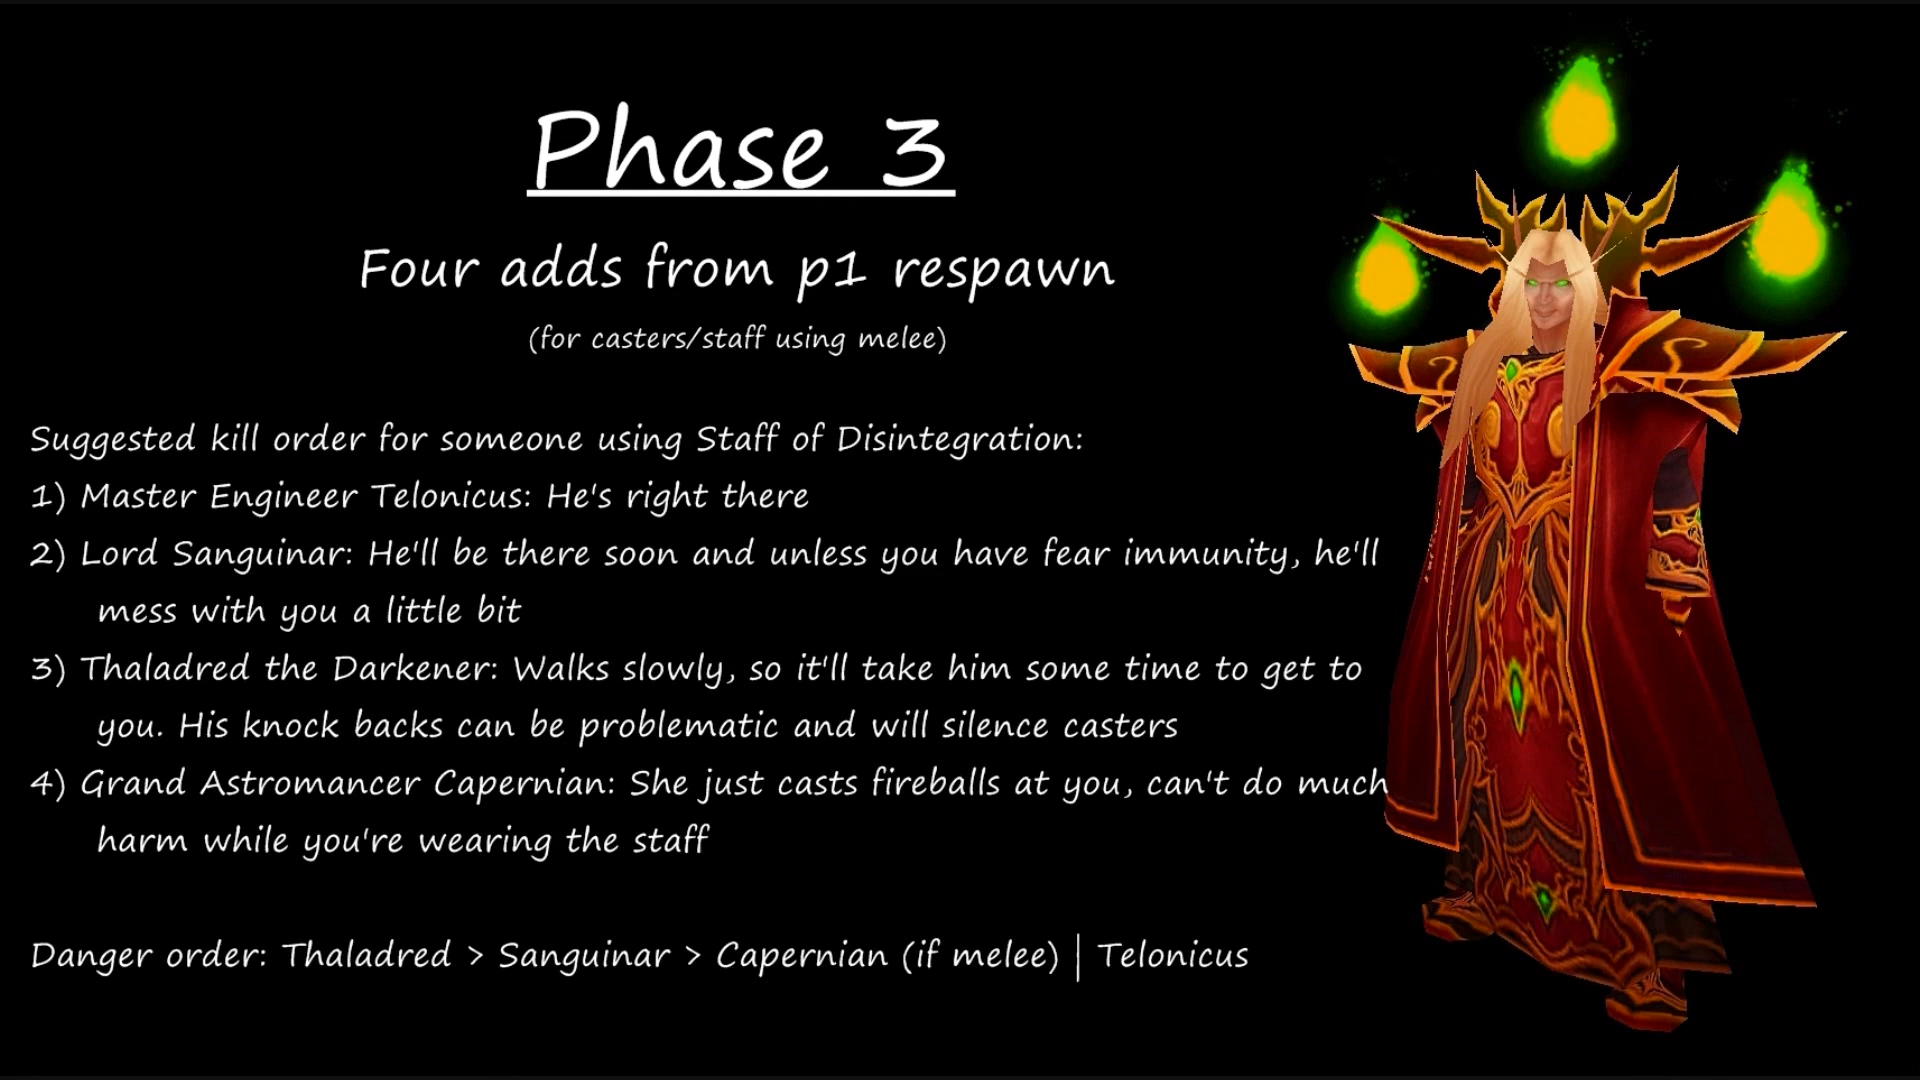 Phase 3
Four adds from p1 respawn
(for casters/staff using melee)
Suggested kill order for someone using Staff of Disintegration:
1) Master Engineer Telonicus: He's right there
2) Lord Sanguinar: He'll be there soon and unless you have fear immunity, he'll
mess with you a little bit
3) Thaladred the Darkener: Walks slowly, so it'll take him some time to get to
you. His knock backs can be problematic and will silence casters
4) Grand Astromancer Capernian: She just casts fireballs at you, can't do much
harm while you're wearing the staff
Danger order: Thaladred > Sanguinar > Capernian (if melee) | Telonicus